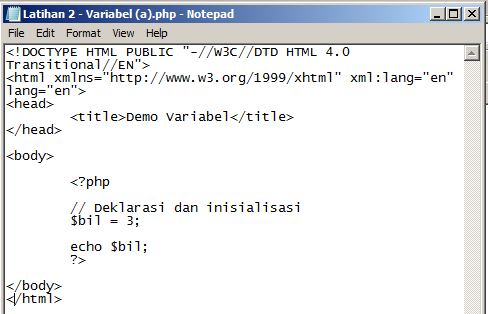 Latihan 2 - Variabel (a).php - Notepad
File Edit Format View Help
<!DOCTYPE HTML PUBLIC "-//W3C//DTD HTML 4.0
Transitional//EN">
<html xmlns="http://www.w3.org/1999/xhtml" xml:lang="en"
lang="en">
<head>
<title>Demo Variabel</title>
</head>
<body>
<?php
// Deklarasi dan inisialisasi
$bil = 3;
echo $bil;
?>
</body>
</html>